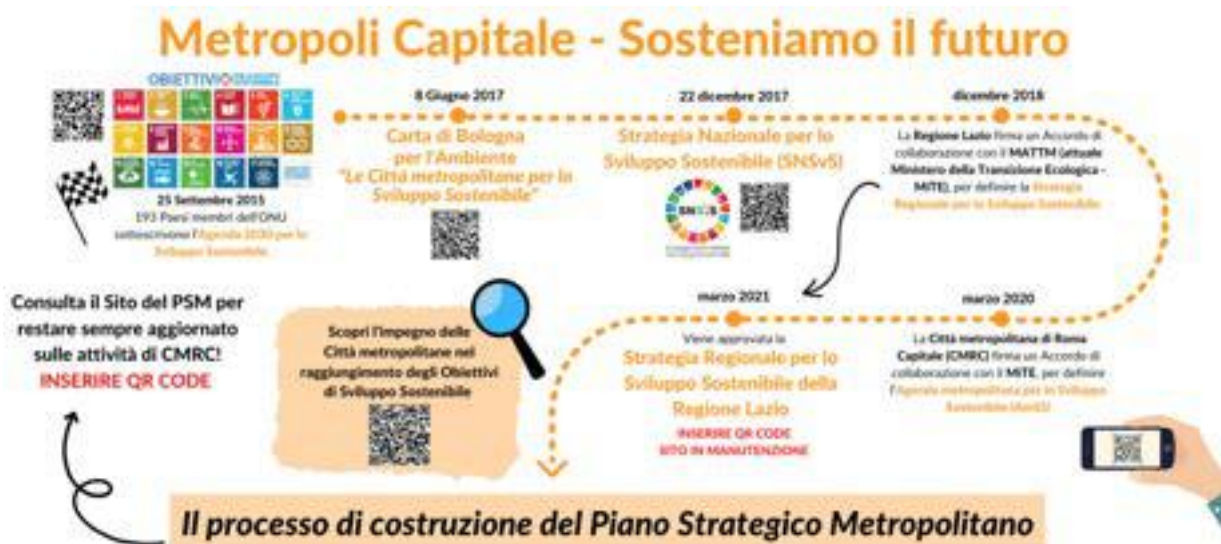 Metropoli Capitale - Sosteniamo il futuro
OBIETTIVI
25 Settembre 2015
193 Paesi membri dell'ONU
sottoscrivono l'Agenda 2030 per lo
Sviluppo Sostenibile
8 Giugno 2017
Carta di Bologna
per l'Ambiente
"Le Città metropolitane per lo
Sviluppo Sostenibile"
22 dicembre 2017
Strategia Nazionale per lo
Sviluppo Sostenibile (SNSvS)
SNSvS
dicembre 2018
La Regione Lazio firma un Accordo di
collaborazione con il MATTM (attuale
Ministero della Transizione Ecologica -
MiTE), per definire la Strategia
Regionale per lo Sviluppo Sostenibile
marzo 2020
La Città metropolitana di Roma
Capitale (CMRC) firma un Accordo di
collaborazione con il MiTE, per definire
l'Agenda metropolitana per lo Sviluppo
Sostenibile
marzo 2021
Viene approvata la
Strategia Regionale per lo
Sviluppo Sostenibile della
Regione Lazio
INSERIRE QR CODE
SITO IN MANUTENZIONE
Scopri l'impegno delle
Città metropolitane nel
raggiungimento degli Obiettivi
di Sviluppo Sostenibile
Consulta il Sito del PSM per
restare sempre aggiornato
sulle attività di CMRC!
INSERIRE QR CODE
Il processo di costruzione del Piano Strategico Metropolitano